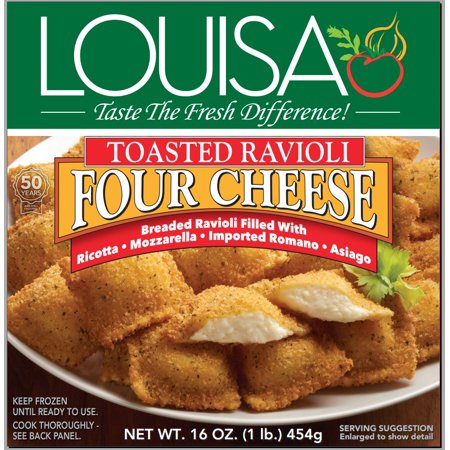 LOUISA
Taste The Fresh Difference!
TOASTED RAVIOLI
FOUR CHEESE
Breaded Ravioli Filled With
Ricotta • Mozzarella • Imported Romano • Asiago
50
YEARS
KEEP FROZEN
UNTIL READY TO USE.
COOK THOROUGHLY -
SEE BACK PANEL.
NET WT. 16 OZ. (1 lb.) 454g
SERVING SUGGESTION
Enlarged to show detail